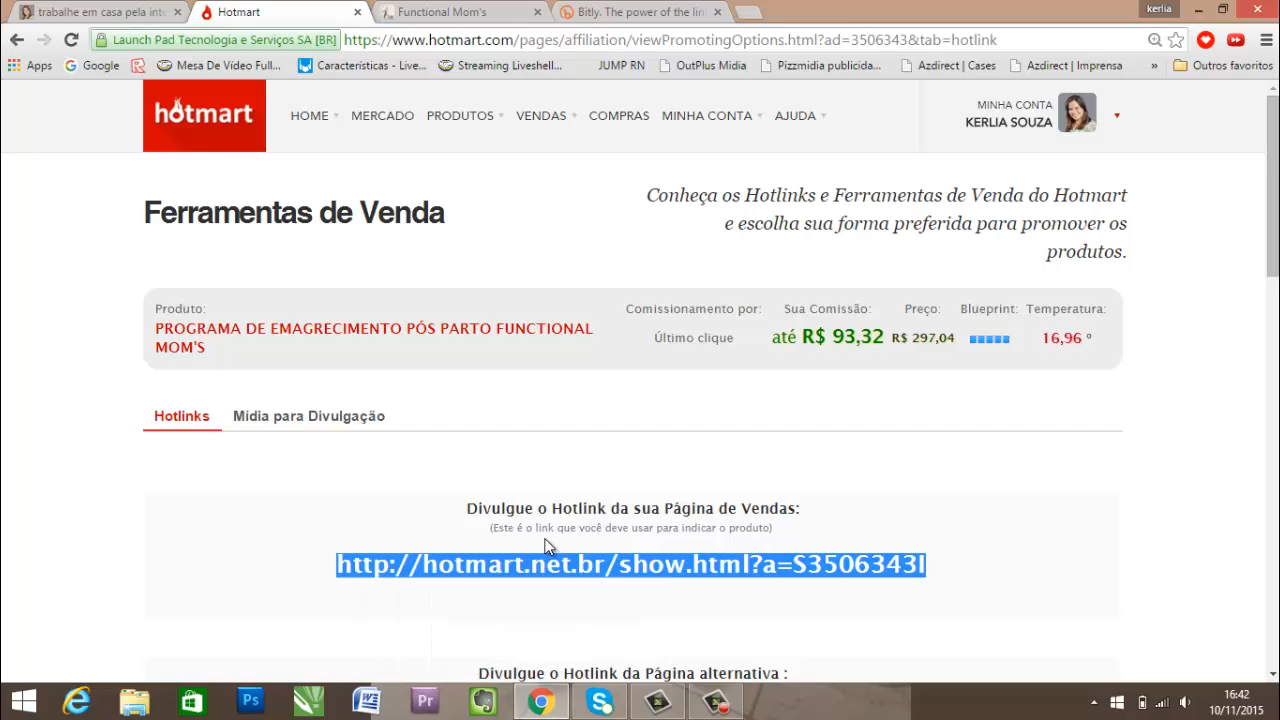 trabalhe em casa pela inte
Hotmart
Functional Mom's
Bitly. The power of the lin
kerlia
Launch Pad Tecnologia e Serviços SA [BR]
https://www.hotmart.com/pages/affiliation/viewPromotingOptions.html?ad=3506343&tab=hotlink
Apps
Google
Mesa De Vídeo Full...
Características - Live...
Streaming Liveshell...
JUMP RN
OutPlus Midia
Pizzmidia publicida...
Azdirect | Cases
Azdirect | Imprensa
»
Outros favoritos
hotmart
HOME
MERCADO
PRODUTOS
VENDAS
COMPRAS
MINHA CONTA
AJUDA
MINHA CONTA
KERLIA SOUZA
Ferramentas de Venda
Conheça os Hotlinks e Ferramentas de Venda do Hotmart
e escolha sua forma preferida para promover os
produtos.
Produto:
PROGRAMA DE EMAGRECIMENTO PÓS PARTO FUNCTIONAL
MOM'S
Comissionamento por:
Último clique
Sua Comissão:
até R$ 93,32
Preço:
R$ 297,04
Blueprint:
Temperatura:
16,96 º
Hotlinks
Mídia para Divulgação
Divulgue o Hotlink da sua Página de Vendas:
(Este é o link que você deve usar para indicar o produto)
http://hotmart.net.br/show.html?a=S3506343I
Divulgue o Hotlink da Página alternativa :
Ps
Pr
16:42
10/11/2015